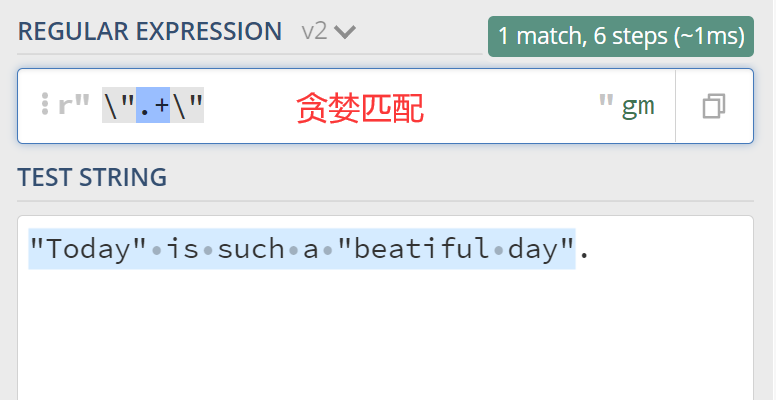 REGULAR EXPRESSION v2
1 match, 6 steps (~1ms)
r" \".+\" 贪婪匹配 " gm
TEST STRING
"Today"·is·such·a·"beatiful·day".